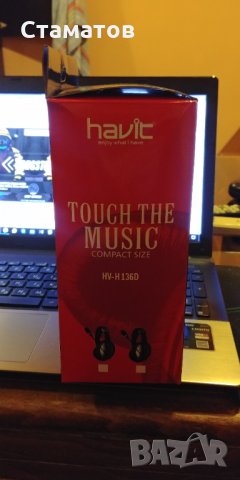 Стаматов
havit
enjoy what I have
TOUCH THE
MUSIC
COMPACT SIZE
HV-H136D
BAZAR